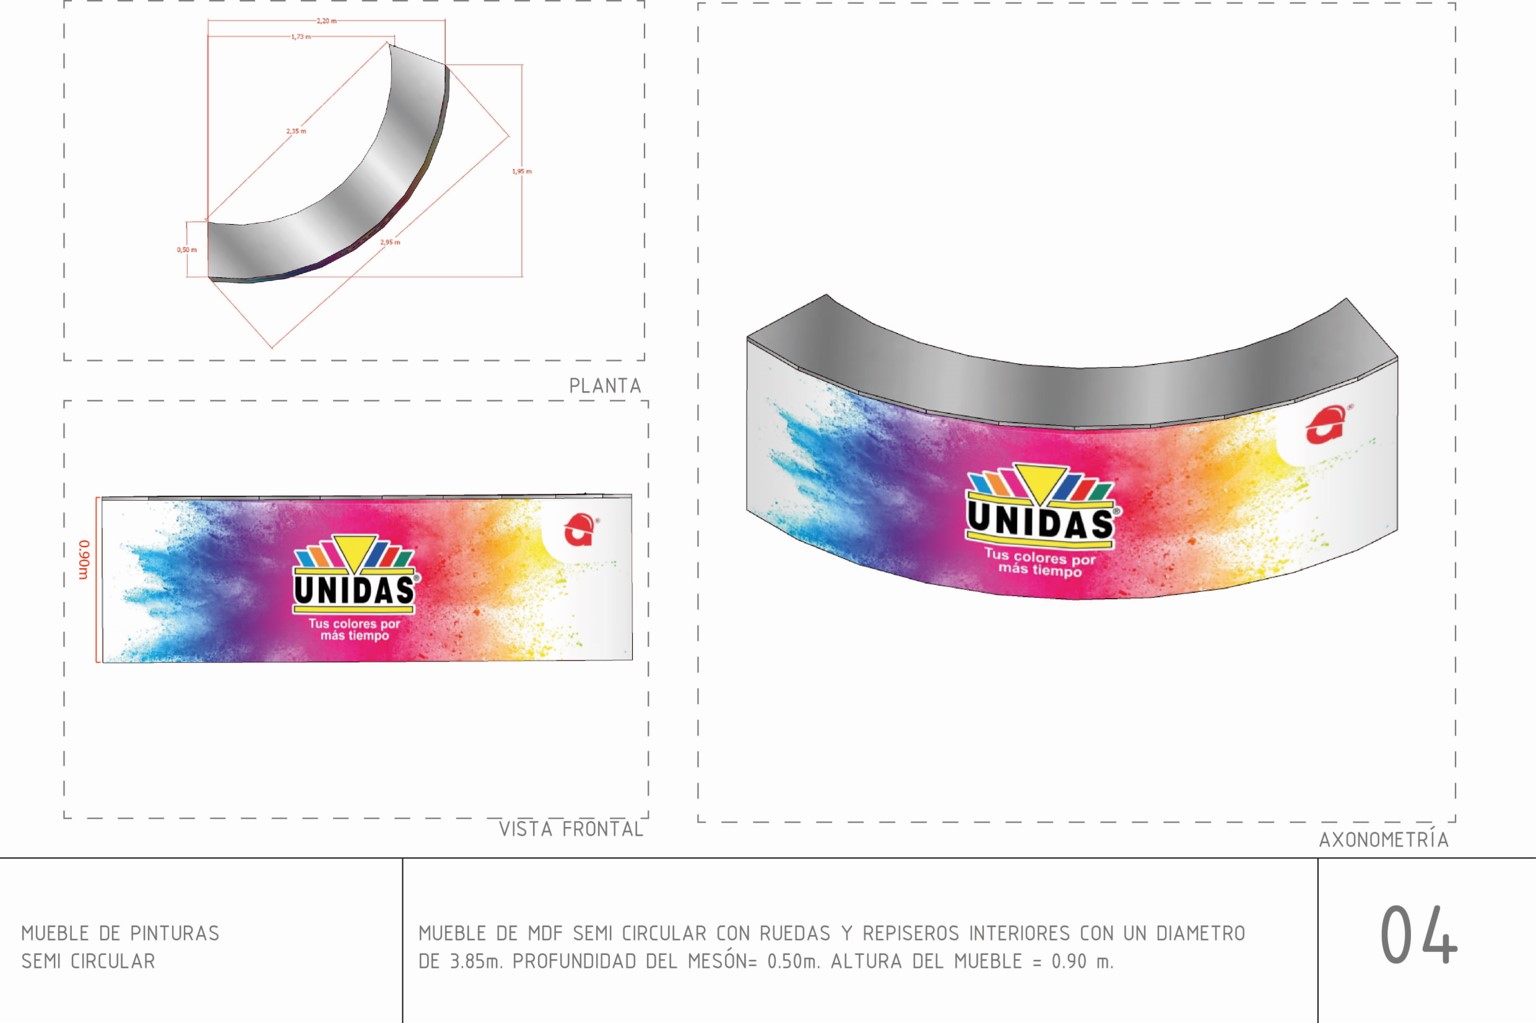 2,20 m
1,73 m
2,35 m
1,95 m
0,50 m
2,95 m
PLANTA
0.90m
UNIDAS®
Tus colores por
más tiempo
®
VISTA FRONTAL
UNIDAS®
Tus colores por
más tiempo
®
AXONOMETRÍA
MUEBLE DE PINTURAS
SEMI CIRCULAR
MUEBLE DE MDF SEMI CIRCULAR CON RUEDAS Y REPISEROS INTERIORES CON UN DIAMETRO
DE 3.85m. PROFUNDIDAD DEL MESÓN= 0.50m. ALTURA DEL MUEBLE = 0.90 m.
04